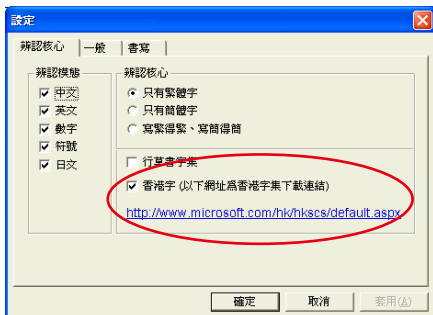 設定
辨認核心 一般 書寫
辨認模態
中文
英文
數字
符號
日文
辨認核心
只有繁體字
只有簡體字
寫繁得繁、寫簡得簡
行草書字集
香港字 (以下網址爲香港字集下載連結)
http://www.microsoft.com/hk/hkscs/default.aspx
確定 取消 套用(A)